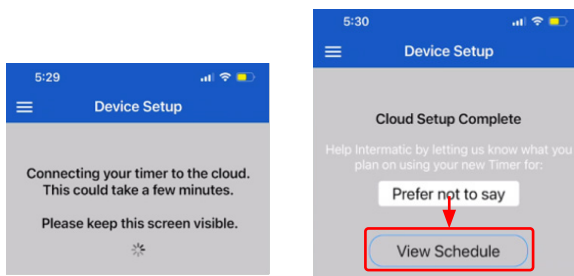 5:29
Device Setup
Connecting your timer to the cloud.
This could take a few minutes.
Please keep this screen visible.
5:30
Device Setup
Cloud Setup Complete
Help Intermatic by letting us know what you
plan on using your new Timer for:
Prefer not to say
View Schedule